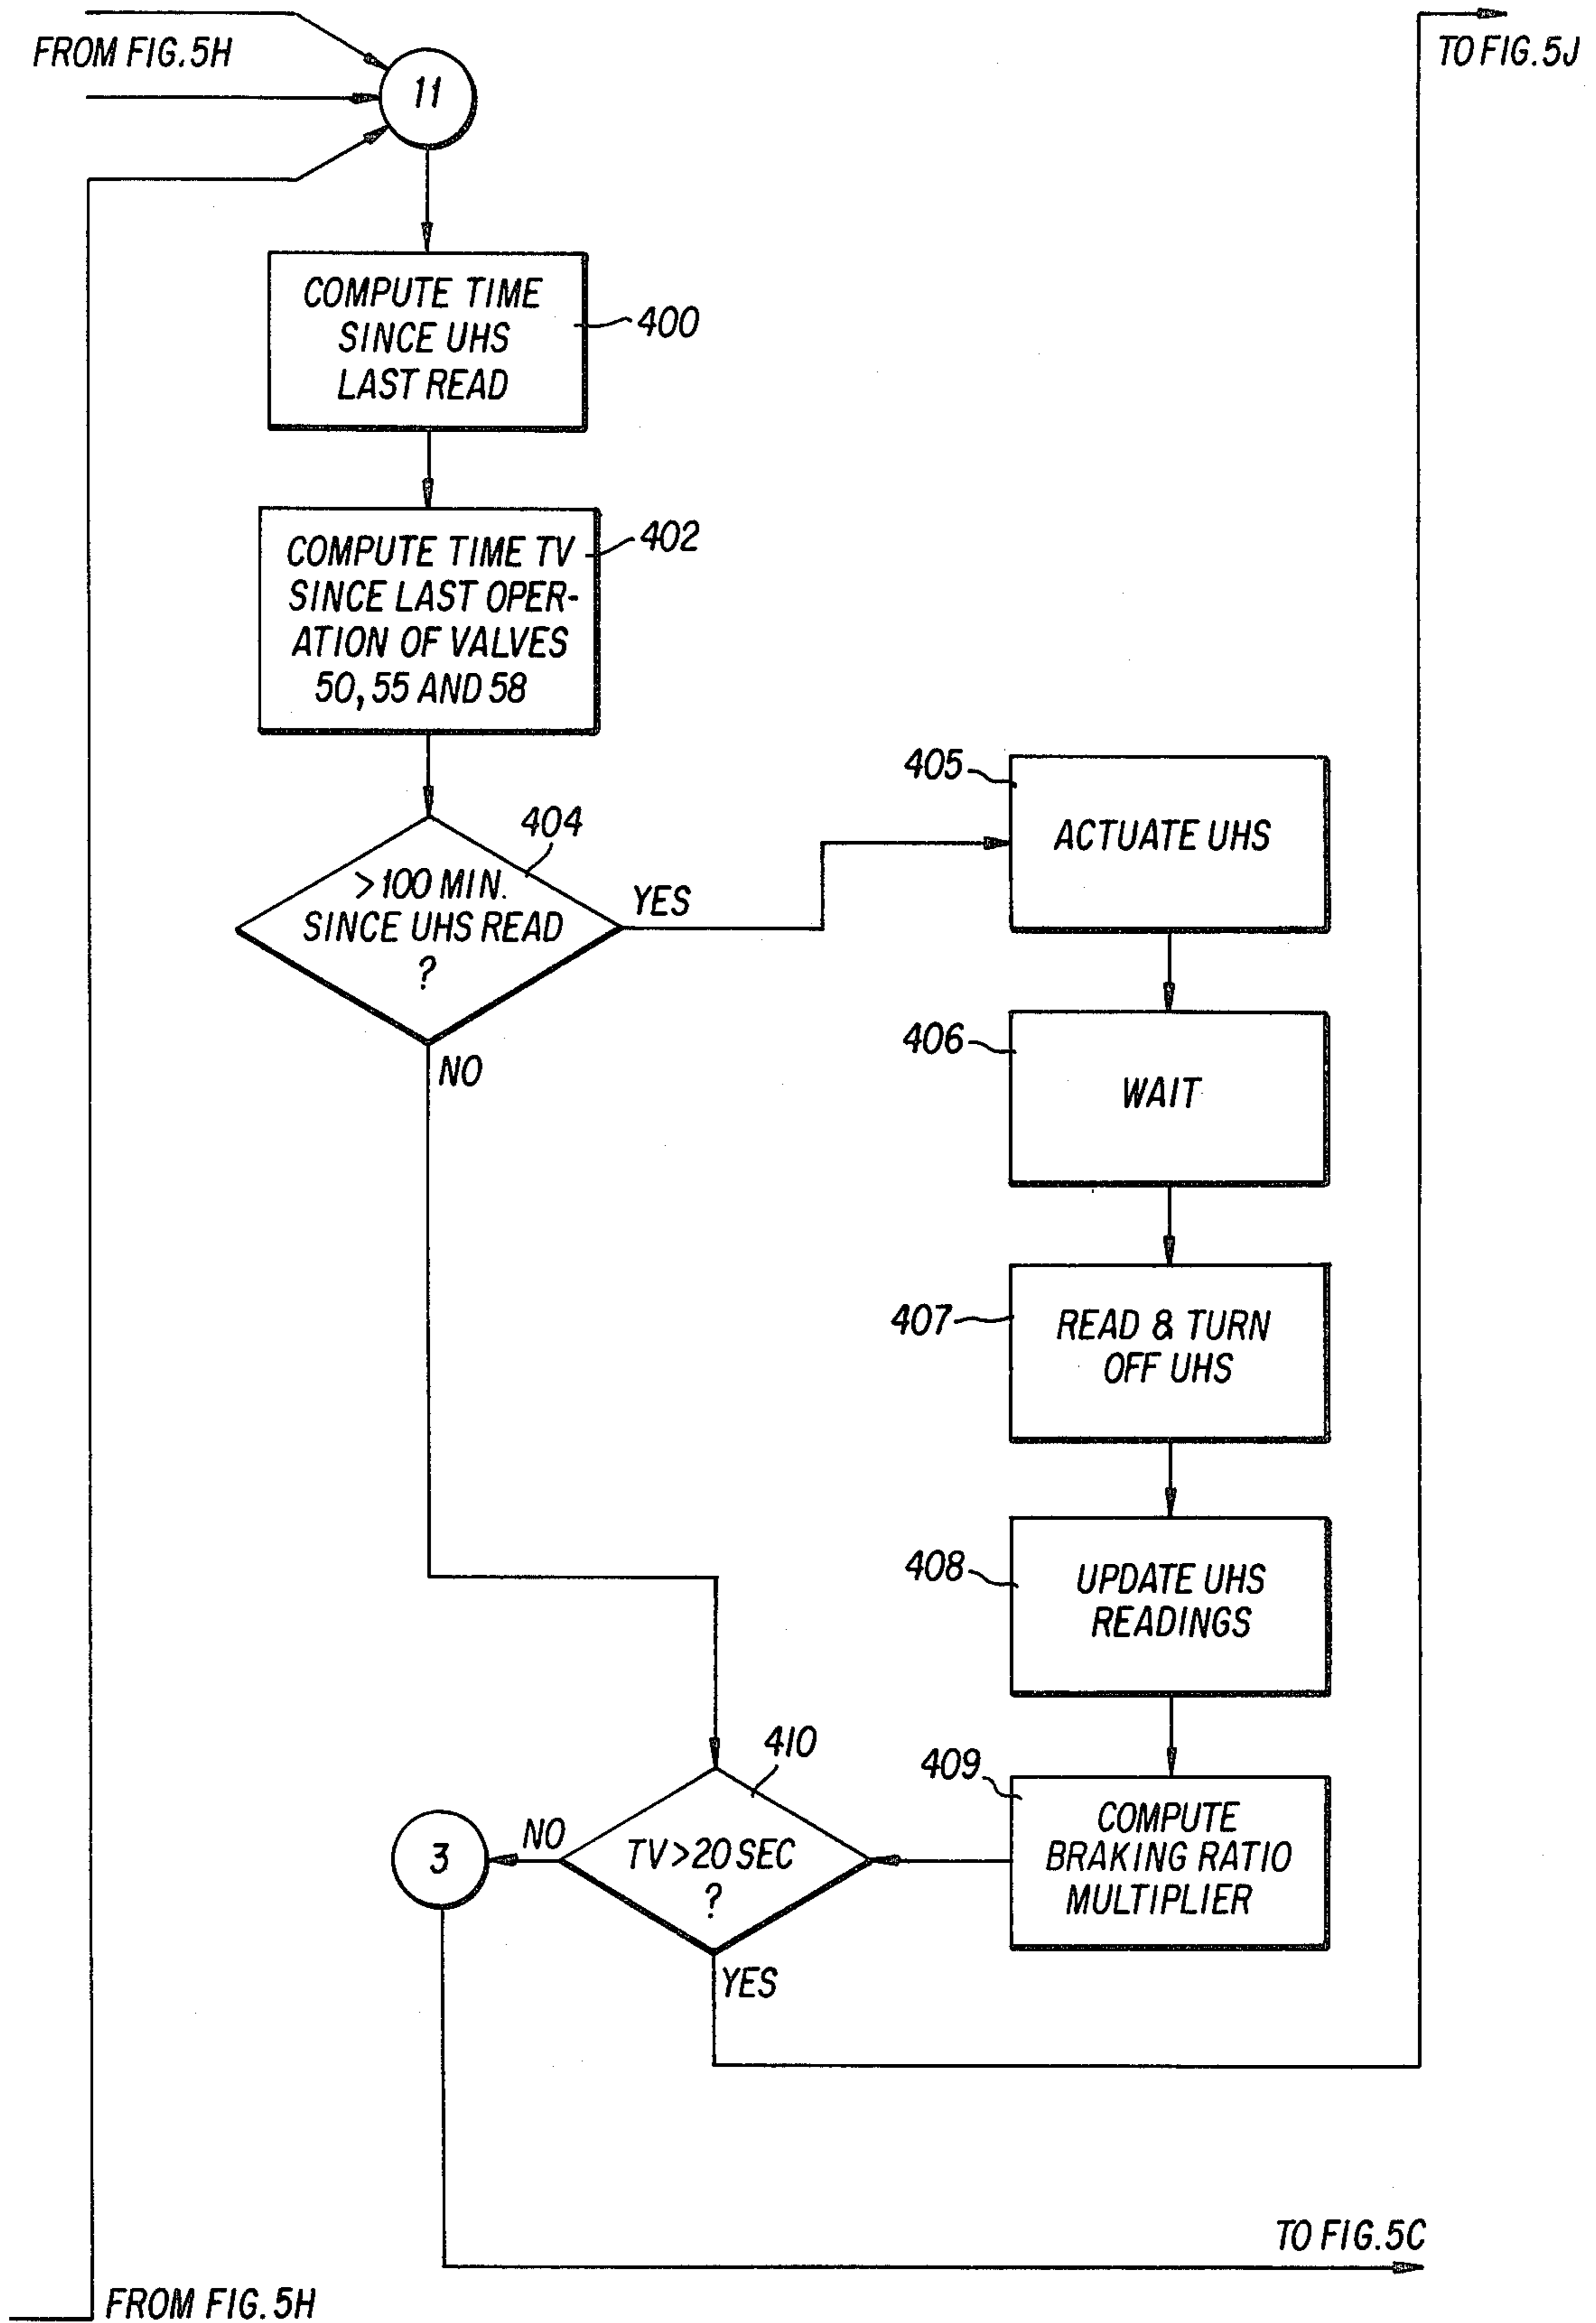 FROM FIG.5H
TO FIG.5J
11
COMPUTE TIME
SINCE UHS
LAST READ
400
COMPUTE TIME TV
SINCE LAST OPER-
ATION OF VALVES
50, 55 AND 58
402
404
>100 MIN.
SINCE UHS READ
?
YES
NO
405
ACTUATE UHS
406
WAIT
407
READ & TURN
OFF UHS
408
UPDATE UHS
READINGS
409
COMPUTE
BRAKING RATIO
MULTIPLIER
410
TV>20 SEC
?
NO
3
YES
TO FIG.5C
FROM FIG.5H